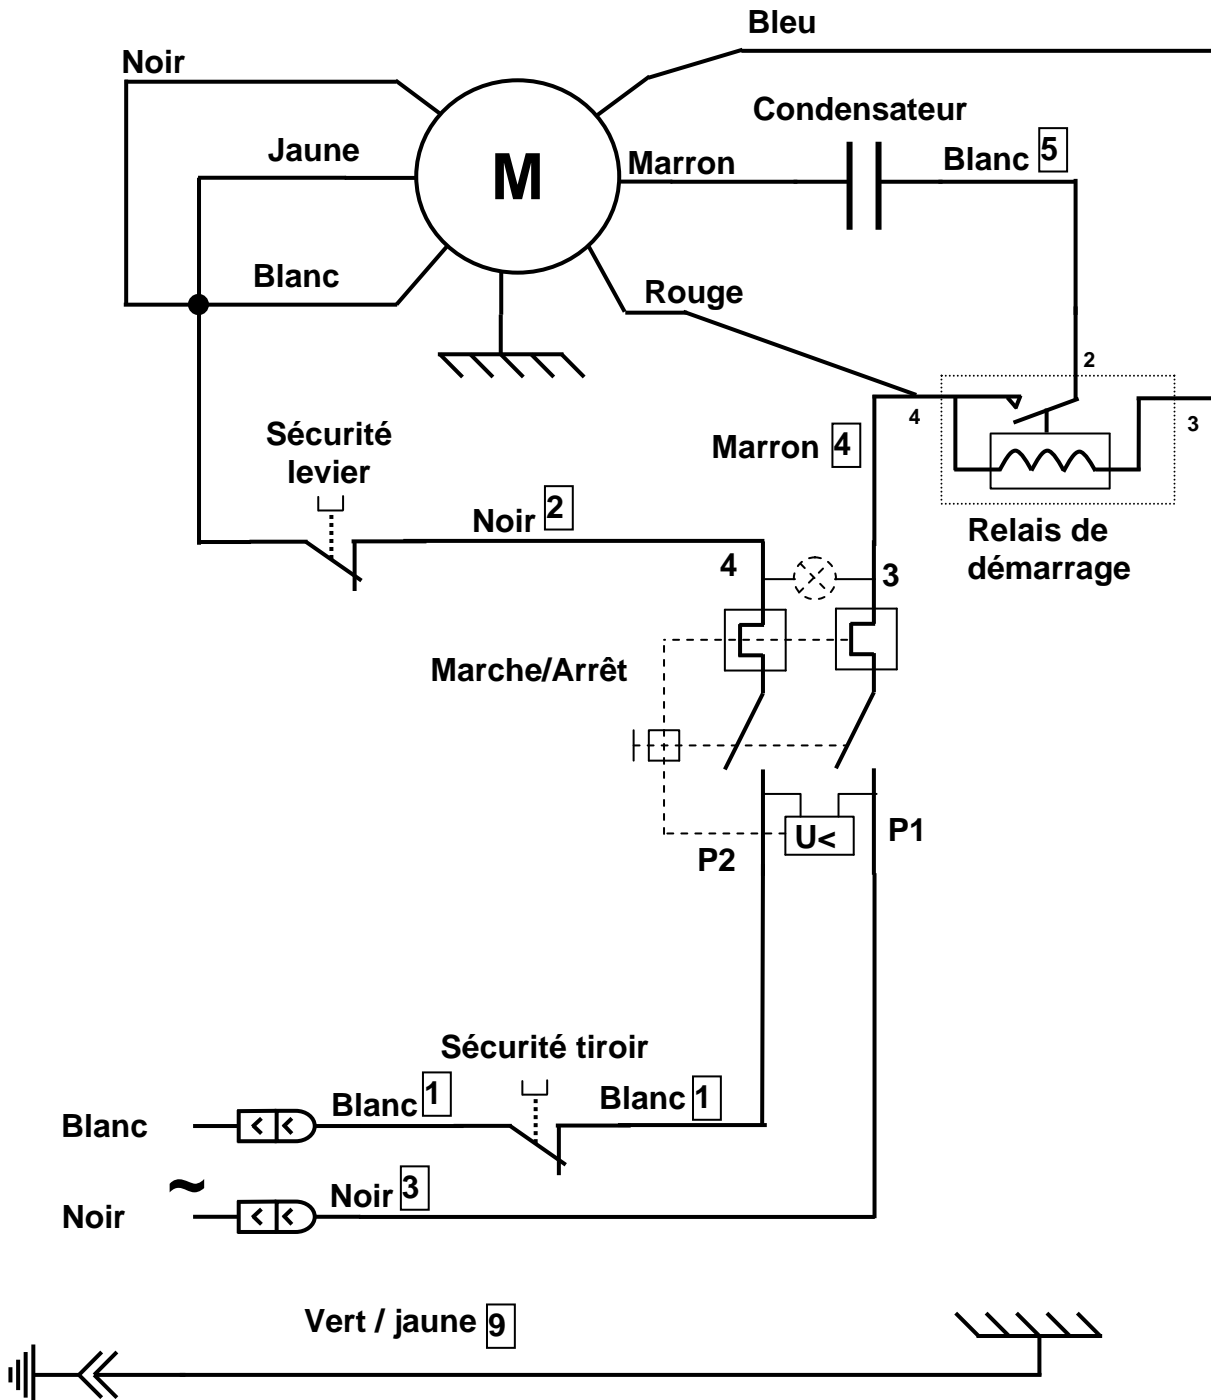 Bleu
Noir
Condensateur
Jaune
M
Marron
Blanc 5
Blanc
Rouge
2
4
3
Sécurité
levier
Marron 4
Noir 2
Relais de
démarrage
4
3
Marche/Arrêt
U<
P1
P2
Sécurité tiroir
Blanc 1
Blanc 1
Blanc
~
Noir 3
Noir
Vert / jaune 9